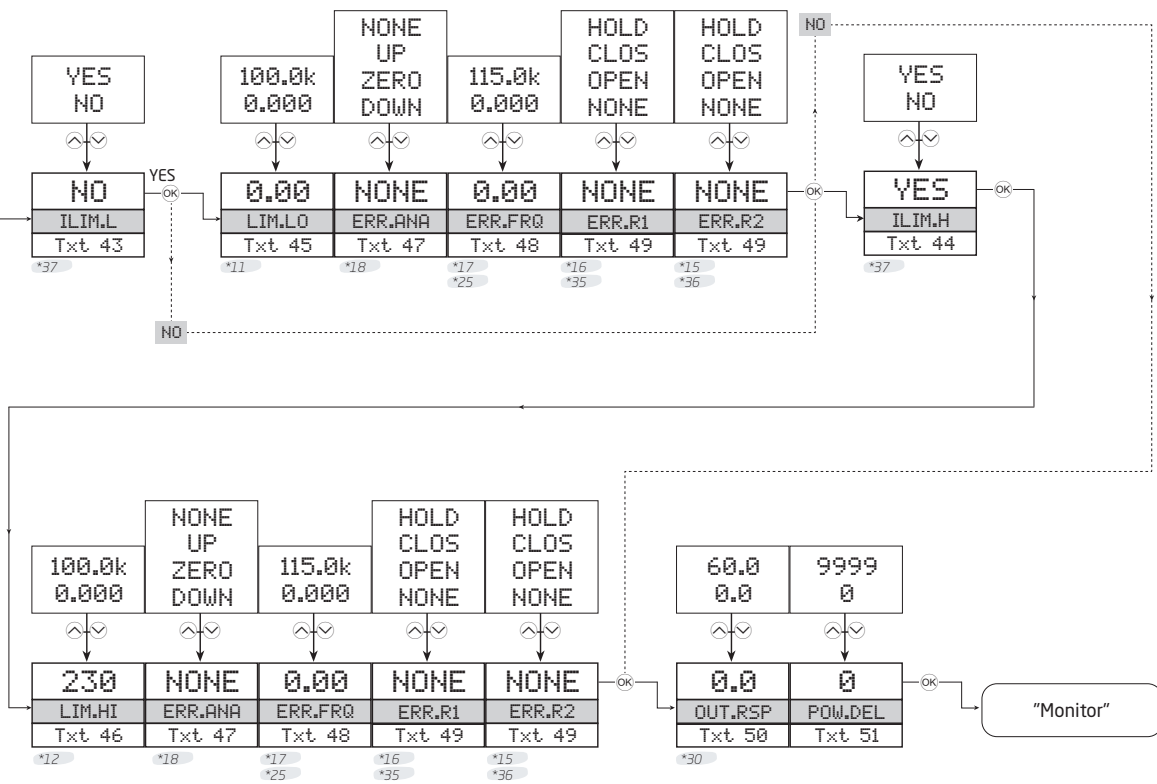 NO
NONE
UP
ZERO
DOWN
HOLD
CLOS
OPEN
NONE
HOLD
CLOS
OPEN
NONE
YES
NO
100.0k
0.000
115.0k
0.000
YES
NO
YES
OK
NO
ILIM.L
Txt 43
*37
0.00
LIM.LO
Txt 45
*11
NONE
ERR.ANA
Txt 47
*18
0.00
ERR.FRQ
Txt 48
*17
*25
NONE
ERR.R1
Txt 49
*16
*35
NONE
ERR.R2
Txt 49
*15
*36
OK
YES
ILIM.H
Txt 44
*37
OK
NO
NONE
UP
ZERO
DOWN
HOLD
CLOS
OPEN
NONE
HOLD
CLOS
OPEN
NONE
100.0k
0.000
115.0k
0.000
60.0
0.0
9999
0
230
LIM.HI
Txt 46
*12
NONE
ERR.ANA
Txt 47
*18
0.00
ERR.FRQ
Txt 48
*17
*25
NONE
ERR.R1
Txt 49
*16
*35
NONE
ERR.R2
Txt 49
*15
*36
OK
0.0
OUT.RSP
Txt 50
*30
0
POW.DEL
Txt 51
OK
"Monitor"